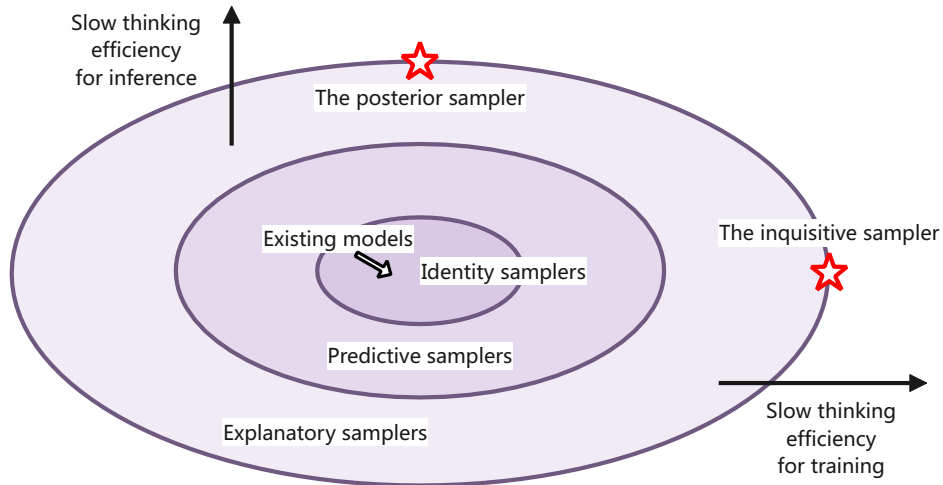 Slow thinking
efficiency
for inference
The posterior sampler
The inquisitive sampler
Existing models
Identity samplers
Predictive samplers
Explanatory samplers
Slow thinking
efficiency
for training